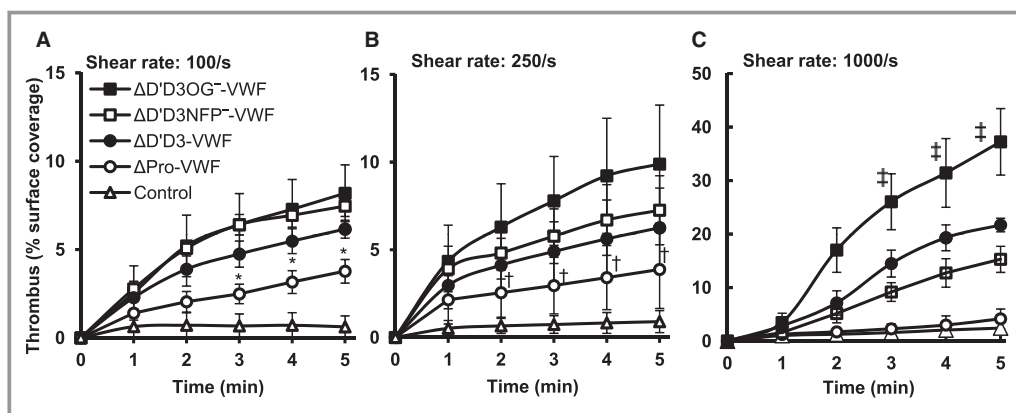 A
B
C
Shear rate: 100/s
Shear rate: 250/s
Shear rate: 1000/s
Thrombus (% surface coverage)
15
10
5
0
ΔD'D3OG⁻-VWF
ΔD'D3NFP⁻-VWF
ΔD'D3-VWF
ΔPro-VWF
Control
* * *
0 1 2 3 4 5
Time (min)
15
10
5
0
† † † †
0 1 2 3 4 5
Time (min)
50
40
30
20
10
0
‡ ‡ ‡
0 1 2 3 4 5
Time (min)